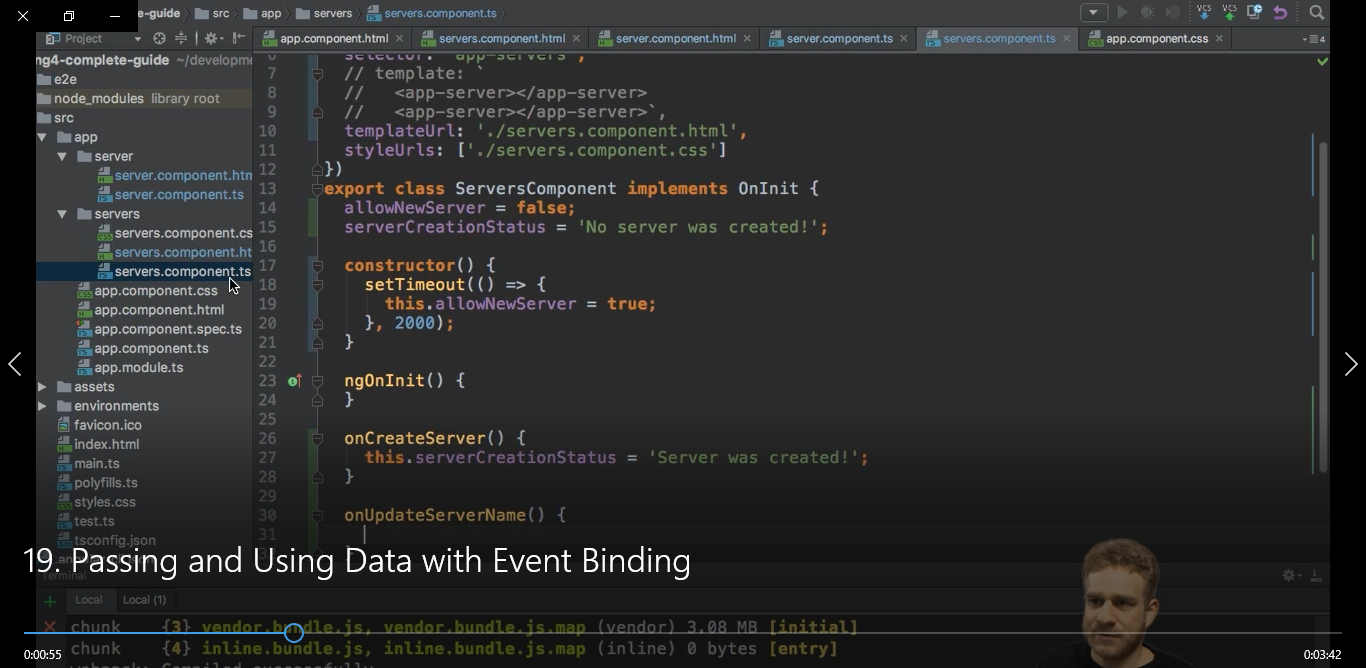 e-guide src app servers servers.component.ts
Project
app.component.html servers.component.html server.component.html server.component.ts servers.component.ts app.component.css
4
ng4-complete-guide ~/developme
e2e
node_modules library root
src
app
server
server.component.htm
server.component.ts
servers
servers.component.cs
servers.component.ht
servers.component.ts
app.component.css
app.component.html
app.component.spec.ts
app.component.ts
app.module.ts
assets
environments
favicon.ico
index.html
main.ts
polyfills.ts
styles.css
test.ts
tsconfig.json
6 selector: 'app-servers',
7 // template: `
8 //   <app-server></app-server>
9 //   <app-server></app-server>`,
10 templateUrl: './servers.component.html',
11 styleUrls: ['./servers.component.css']
12 })
13 export class ServersComponent implements OnInit {
14 allowNewServer = false;
15 serverCreationStatus = 'No server was created!';
16
17 constructor() {
18 setTimeout(() => {
19 this.allowNewServer = true;
20 }, 2000);
21 }
22
23 ngOnInit() {
24 }
25
26 onCreateServer() {
27 this.serverCreationStatus = 'Server was created!';
28 }
29
30 onUpdateServerName() {
31
19. Passing and Using Data with Event Binding
Terminal
Local Local (1)
chunk {3} vendor.bundle.js, vendor.bundle.js.map (vendor) 3.08 MB [initial]
chunk {4} inline.bundle.js, inline.bundle.js.map (inline) 0 bytes [entry]
webpack: Compiled successfully.
0:00:55
0:03:42
VCS VCS